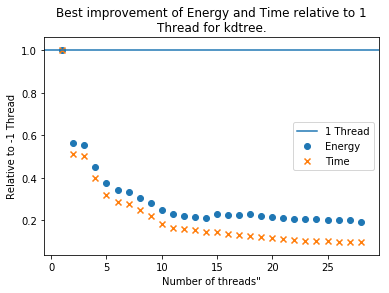 Best improvement of Energy and Time relative to 1
Thread for kdtree.
1.0
0.8
0.6
0.4
0.2
Relative to -1 Thread
1 Thread
Energy
Time
0
5
10
15
20
25
Number of threads"